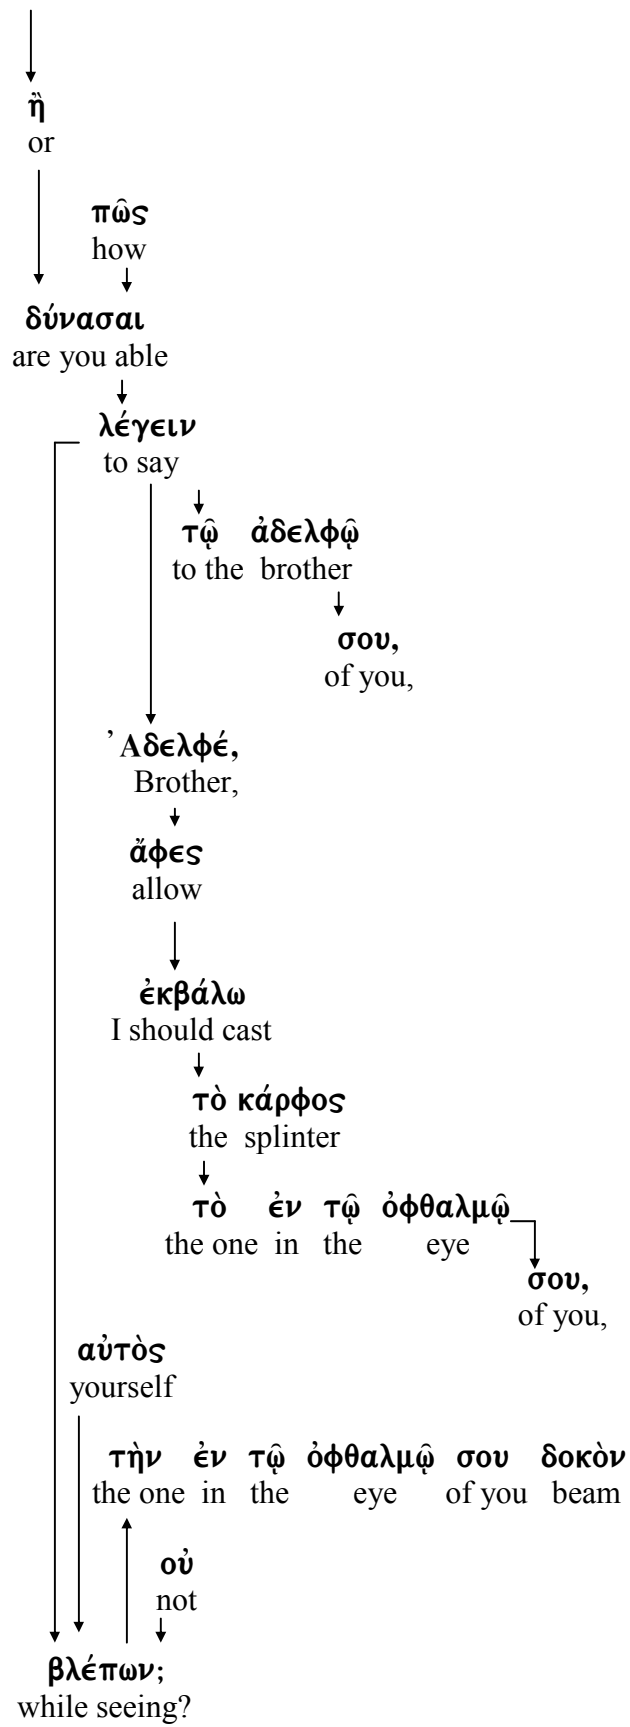 ἢ
or
πῶς
how
δύνασαι
are you able
λέγειν
to say
τῷ ἀδελφῷ
to the brother
σου,
of you,
᾿Αδελφέ,
Brother,
ἄφες
allow
ἐκβάλω
I should cast
τὸ κάρφος
the splinter
τὸ ἐν τῷ ὀφθαλμῷ
the one in the eye
σου,
of you,
αὐτὸς
yourself
τὴν ἐν τῷ ὀφθαλμῷ σου δοκὸν
the one in the eye of you beam
οὐ
not
βλέπων;
while seeing?